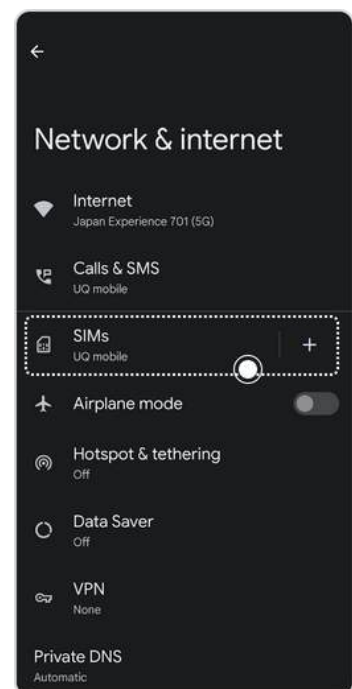 Network & internet
Internet
Japan Experience 701 (5G)
Calls & SMS
UQ mobile
SIMs
UQ mobile
Airplane mode
Hotspot & tethering
Off
Data Saver
Off
VPN
None
Private DNS
Automatic